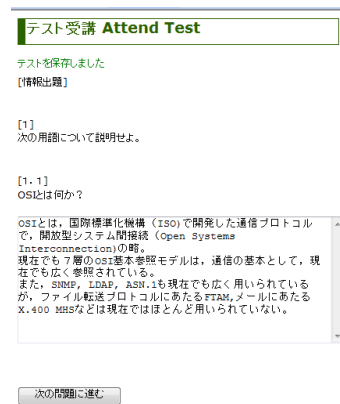 テスト受講 Attend Test
テストを保存しました
[情報出題]
[1]
次の用語について説明せよ。
[1.1]
OSIとは何か？
OSIとは，国際標準化機構（ISO)で開発した通信プロトコル
で，開放型システム間接続（Open Systems
Interconnection)の略。
現在でも７層のOSI基本参照モデルは，通信の基本として，現
在でも広く参照されている。
また，SNMP, LDAP, ASN.1も現在でも広く用いられている
が，ファイル転送プロトコルにあたるFTAM,メールにあたる
X.400 MHSなどは現在ではほとんど用いられていない。
次の問題に進む